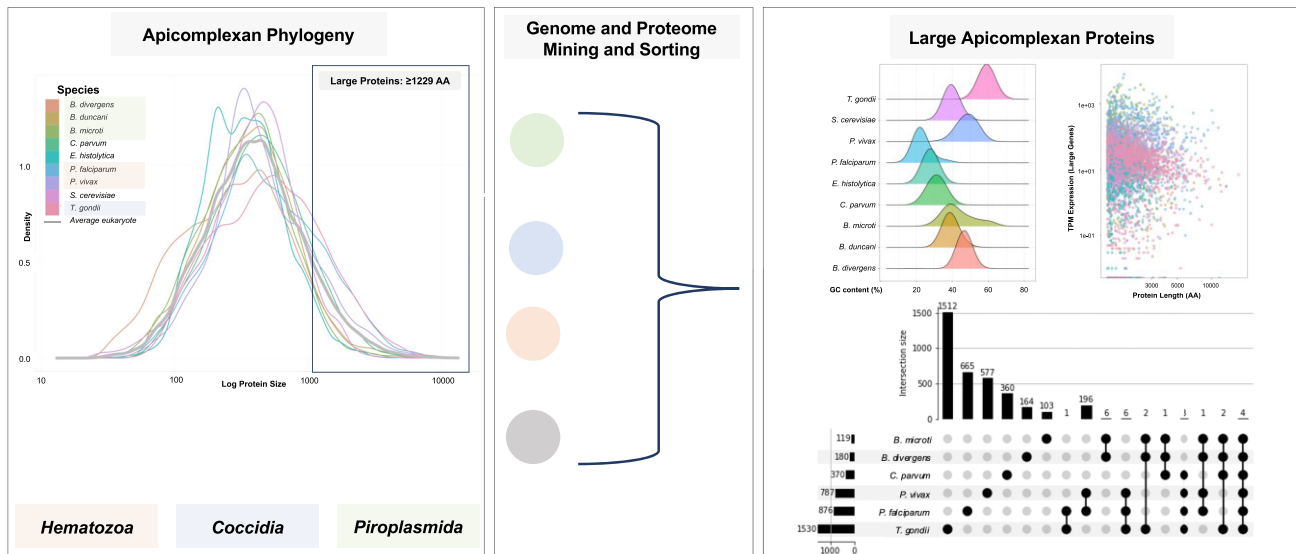 Apicomplexan Phylogeny
Large Proteins: ≥1229 AA
Species
B. divergens
B. duncani
B. microti
C. parvum
E. histolytica
P. falciparum
P. vivax
S. cerevisiae
T. gondii
Average eukaryote
Density
1.0
0.5
0.0
10
100
1000
10000
Log Protein Size
Hematozoa
Coccidia
Piroplasmida
Genome and Proteome
Mining and Sorting
Large Apicomplexan Proteins
T. gondii
S. cerevisiae
P. vivax
P. falciparum
E. histolytica
C. parvum
B. microti
B. duncani
B. divergens
GC content (%)
20
40
60
80
TPM Expression (Large Genes)
1e+03
1e+01
1e-01
3000
5000
10000
Protein Length (AA)
Intersection size
1500
1000
500
0
1512
665
577
360
164
103
1
196
6
6
2
1
3
1
2
4
119
B. microti
180
B. divergens
370
C. parvum
787
P. vivax
876
P. falciparum
1530
T. gondii
1000
0